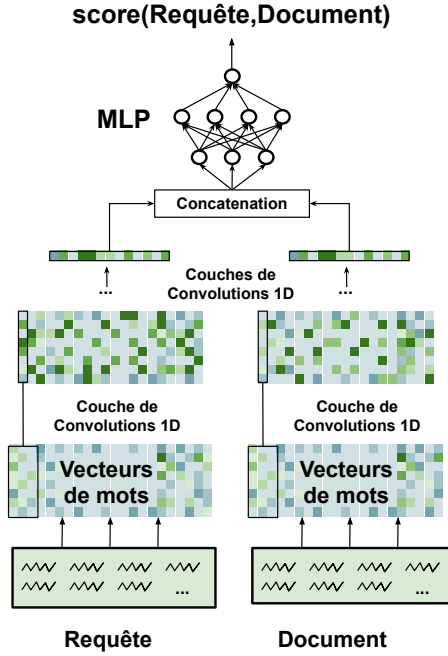 score(Requête,Document)
MLP
Concatenation
Couches de
Convolutions 1D
...
...
Couche de
Convolutions 1D
Couche de
Convolutions 1D
Vecteurs
de mots
Vecteurs
de mots
...
...
Requête
Document